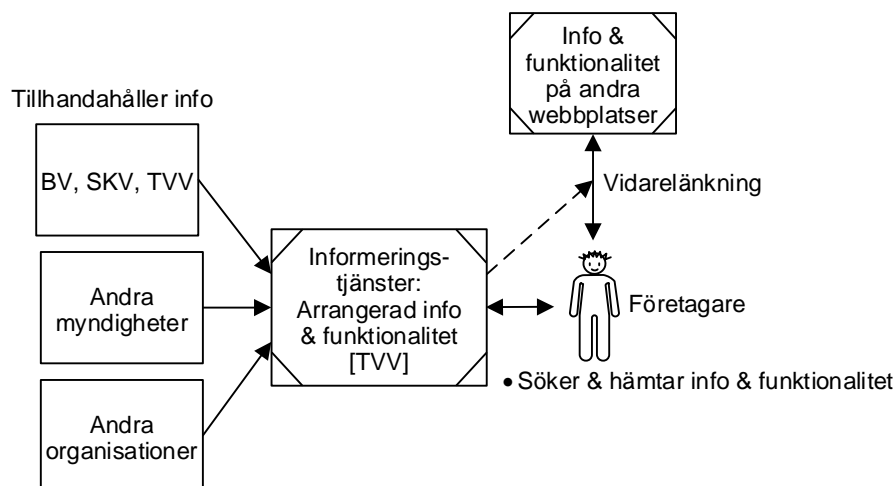 Info &
funktionalitet
på andra
webbplatser
Tillhandahåller info
BV, SKV, TVV
Vidarelänkning
Informerings-
tjänster:
Arrangerad info
& funktionalitet
[TVV]
Andra
myndigheter
Företagare
• Söker & hämtar info & funktionalitet
Andra
organisationer